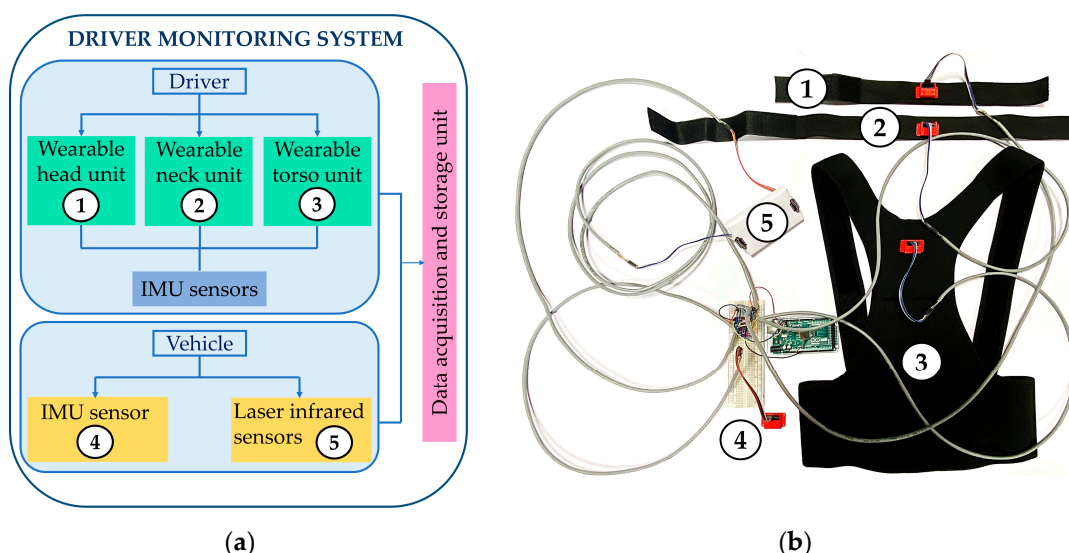 DRIVER MONITORING SYSTEM
Driver
Wearable
head unit
1
Wearable
neck unit
2
Wearable
torso unit
3
IMU sensors
Vehicle
IMU sensor
4
Laser infrared
sensors
5
Data acquisition and storage unit
(a)
1
2
5
3
4
(b)